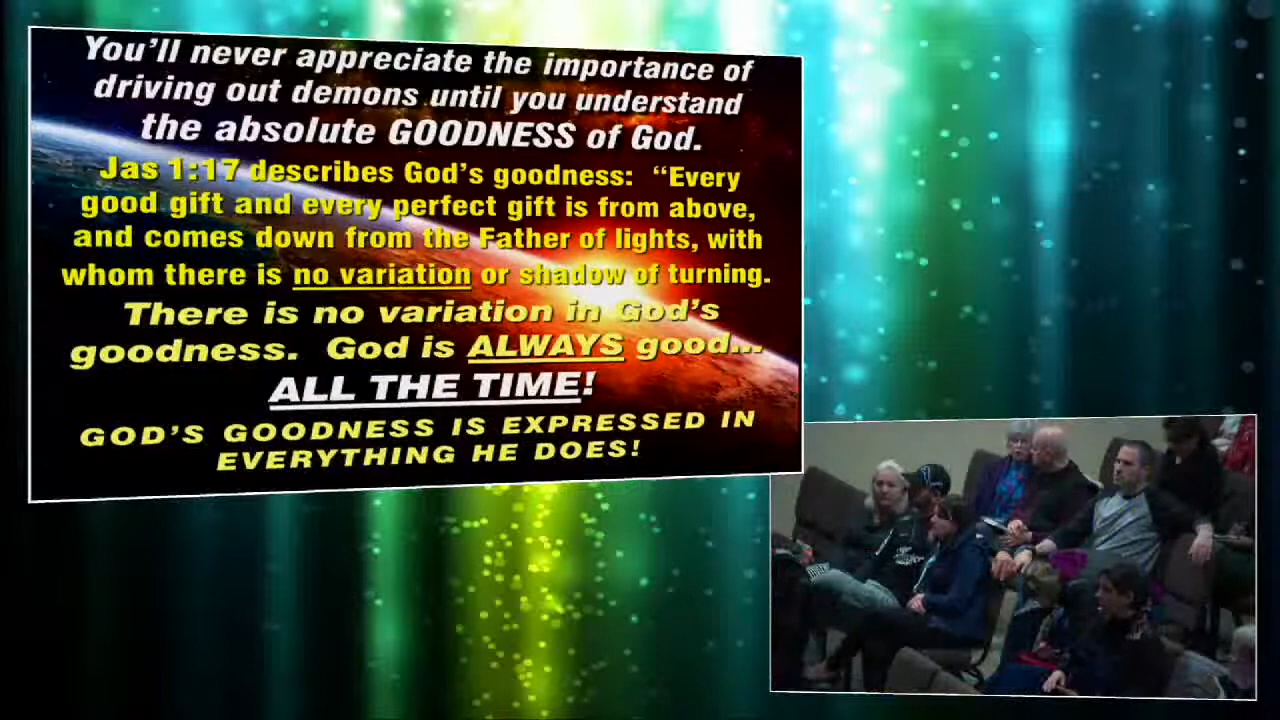 You'll never appreciate the importance of
driving out demons until you understand
the absolute GOODNESS of God.
Jas 1:17 describes God's goodness: “Every
good gift and every perfect gift is from above,
and comes down from the Father of lights, with
whom there is no variation or shadow of turning.
There is no variation in God's
goodness. God is ALWAYS good...
ALL THE TIME!
GOD'S GOODNESS IS EXPRESSED IN
EVERYTHING HE DOES!